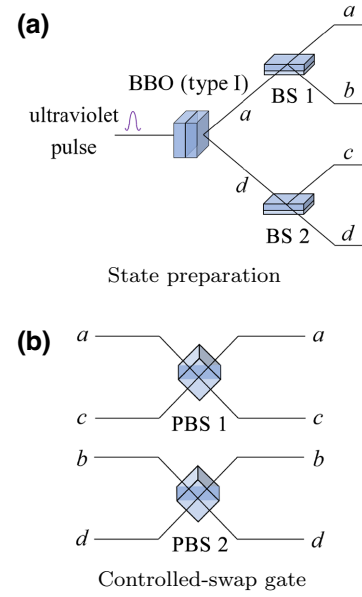 (a)
a
BBO (type I)
BS 1
ultraviolet
pulse
a
b
c
d
BS 2
d
State preparation
(b)
a
a
c
PBS 1
c
b
b
d
PBS 2
d
Controlled-swap gate